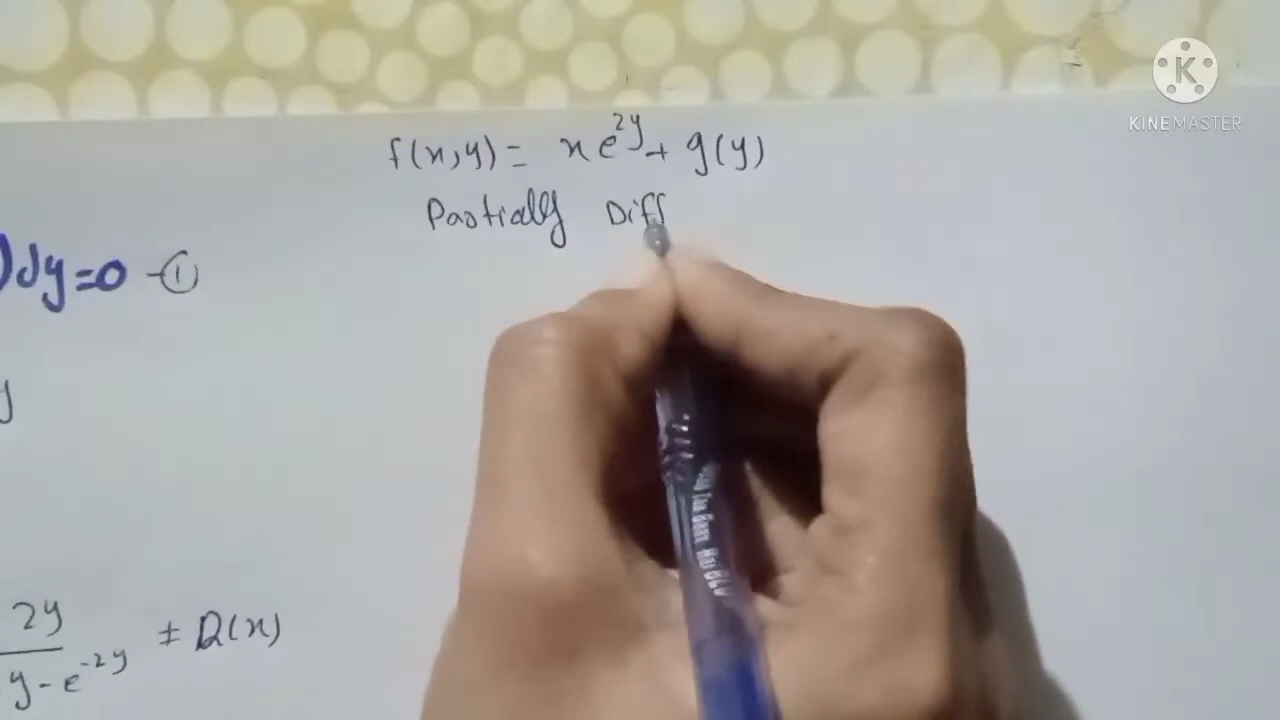 KINEMASTER
f(x,y) = xe^{2y} + g(y)
Partially Diff
)dy=0 -①
y
2y
y-e^{-2y} ± Q(x)